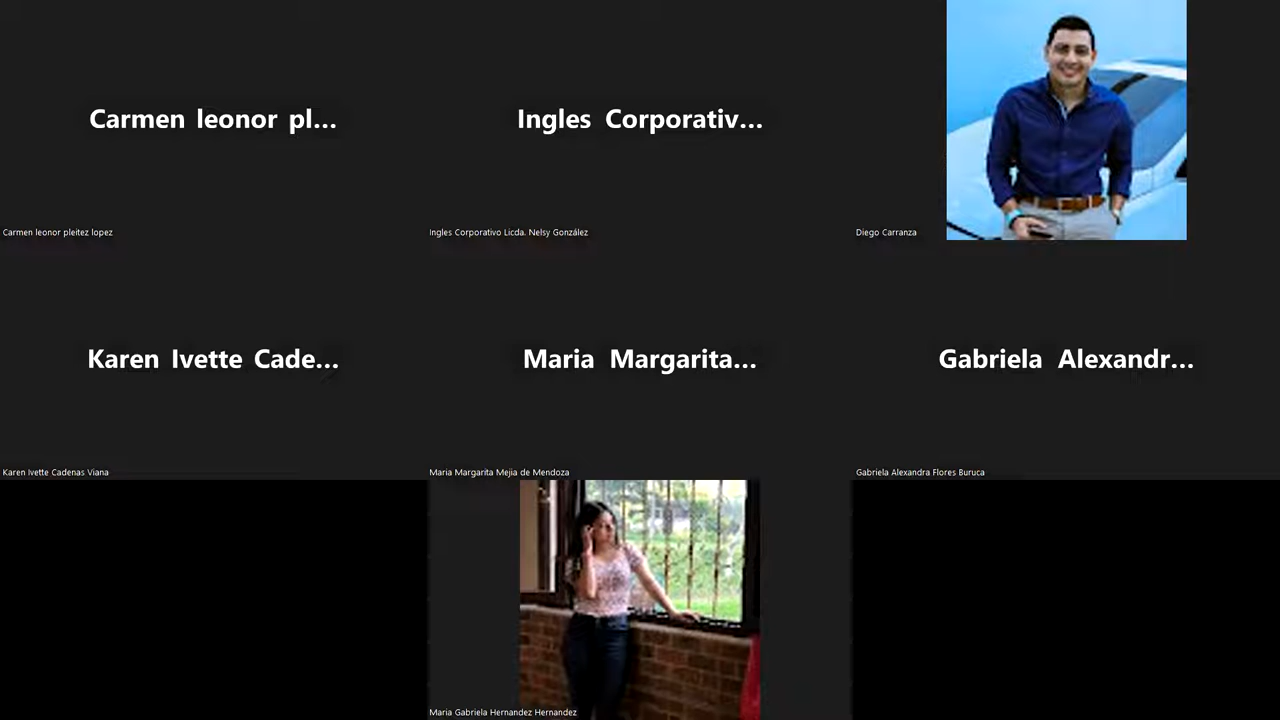 Carmen leonor pl...
Carmen leonor pleitez lopez
Ingles Corporativ...
Ingles Corporativo Licda. Nelsy González
Diego Carranza
Karen Ivette Cade...
Karen Ivette Cadenas Viana
Maria Margarita...
Maria Margarita Mejia de Mendoza
Gabriela Alexandr...
Gabriela Alexandra Flores Buruca
Maria Gabriela Hernandez Hernandez